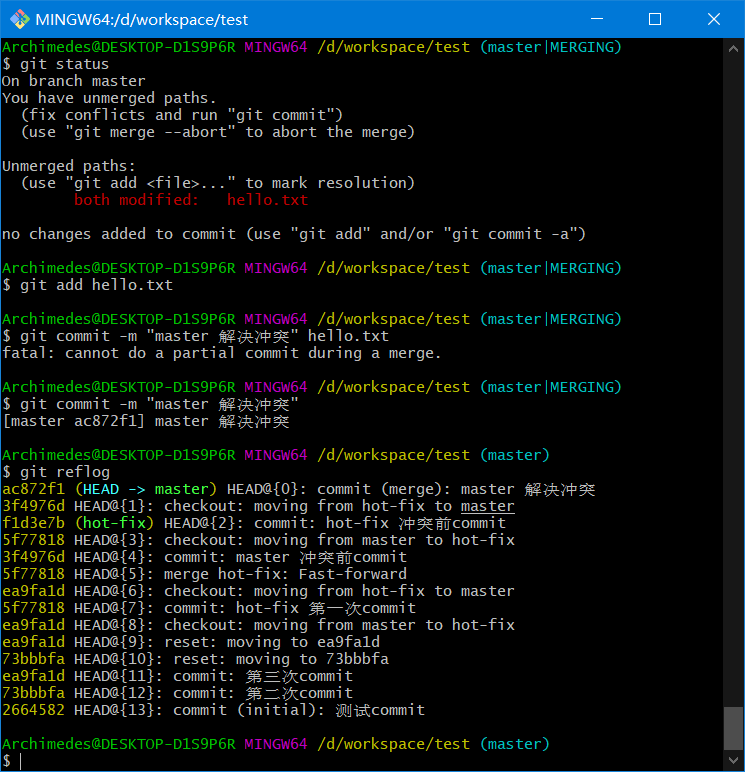 MINGW64:/d/workspace/test
Archimedes@DESKTOP-D1S9P6R MINGW64 /d/workspace/test (master|MERGING)
$ git status
On branch master
You have unmerged paths.
  (fix conflicts and run "git commit")
  (use "git merge --abort" to abort the merge)

Unmerged paths:
  (use "git add <file>..." to mark resolution)
        both modified:   hello.txt

no changes added to commit (use "git add" and/or "git commit -a")

Archimedes@DESKTOP-D1S9P6R MINGW64 /d/workspace/test (master|MERGING)
$ git add hello.txt

Archimedes@DESKTOP-D1S9P6R MINGW64 /d/workspace/test (master|MERGING)
$ git commit -m "master 解决冲突" hello.txt
fatal: cannot do a partial commit during a merge.

Archimedes@DESKTOP-D1S9P6R MINGW64 /d/workspace/test (master|MERGING)
$ git commit -m "master 解决冲突"
[master ac872f1] master 解决冲突

Archimedes@DESKTOP-D1S9P6R MINGW64 /d/workspace/test (master)
$ git reflog
ac872f1 (HEAD -> master) HEAD@{0}: commit (merge): master 解决冲突
3f4976d HEAD@{1}: checkout: moving from hot-fix to master
f1d3e7b (hot-fix) HEAD@{2}: commit: hot-fix 冲突前commit
5f77818 HEAD@{3}: checkout: moving from master to hot-fix
3f4976d HEAD@{4}: commit: master 冲突前commit
5f77818 HEAD@{5}: merge hot-fix: Fast-forward
ea9fa1d HEAD@{6}: checkout: moving from hot-fix to master
5f77818 HEAD@{7}: commit: hot-fix 第一次commit
ea9fa1d HEAD@{8}: checkout: moving from master to hot-fix
ea9fa1d HEAD@{9}: reset: moving to ea9fa1d
73bbbfa HEAD@{10}: reset: moving to 73bbbfa
ea9fa1d HEAD@{11}: commit: 第三次commit
73bbbfa HEAD@{12}: commit: 第二次commit
2664582 HEAD@{13}: commit (initial): 测试commit

Archimedes@DESKTOP-D1S9P6R MINGW64 /d/workspace/test (master)
$